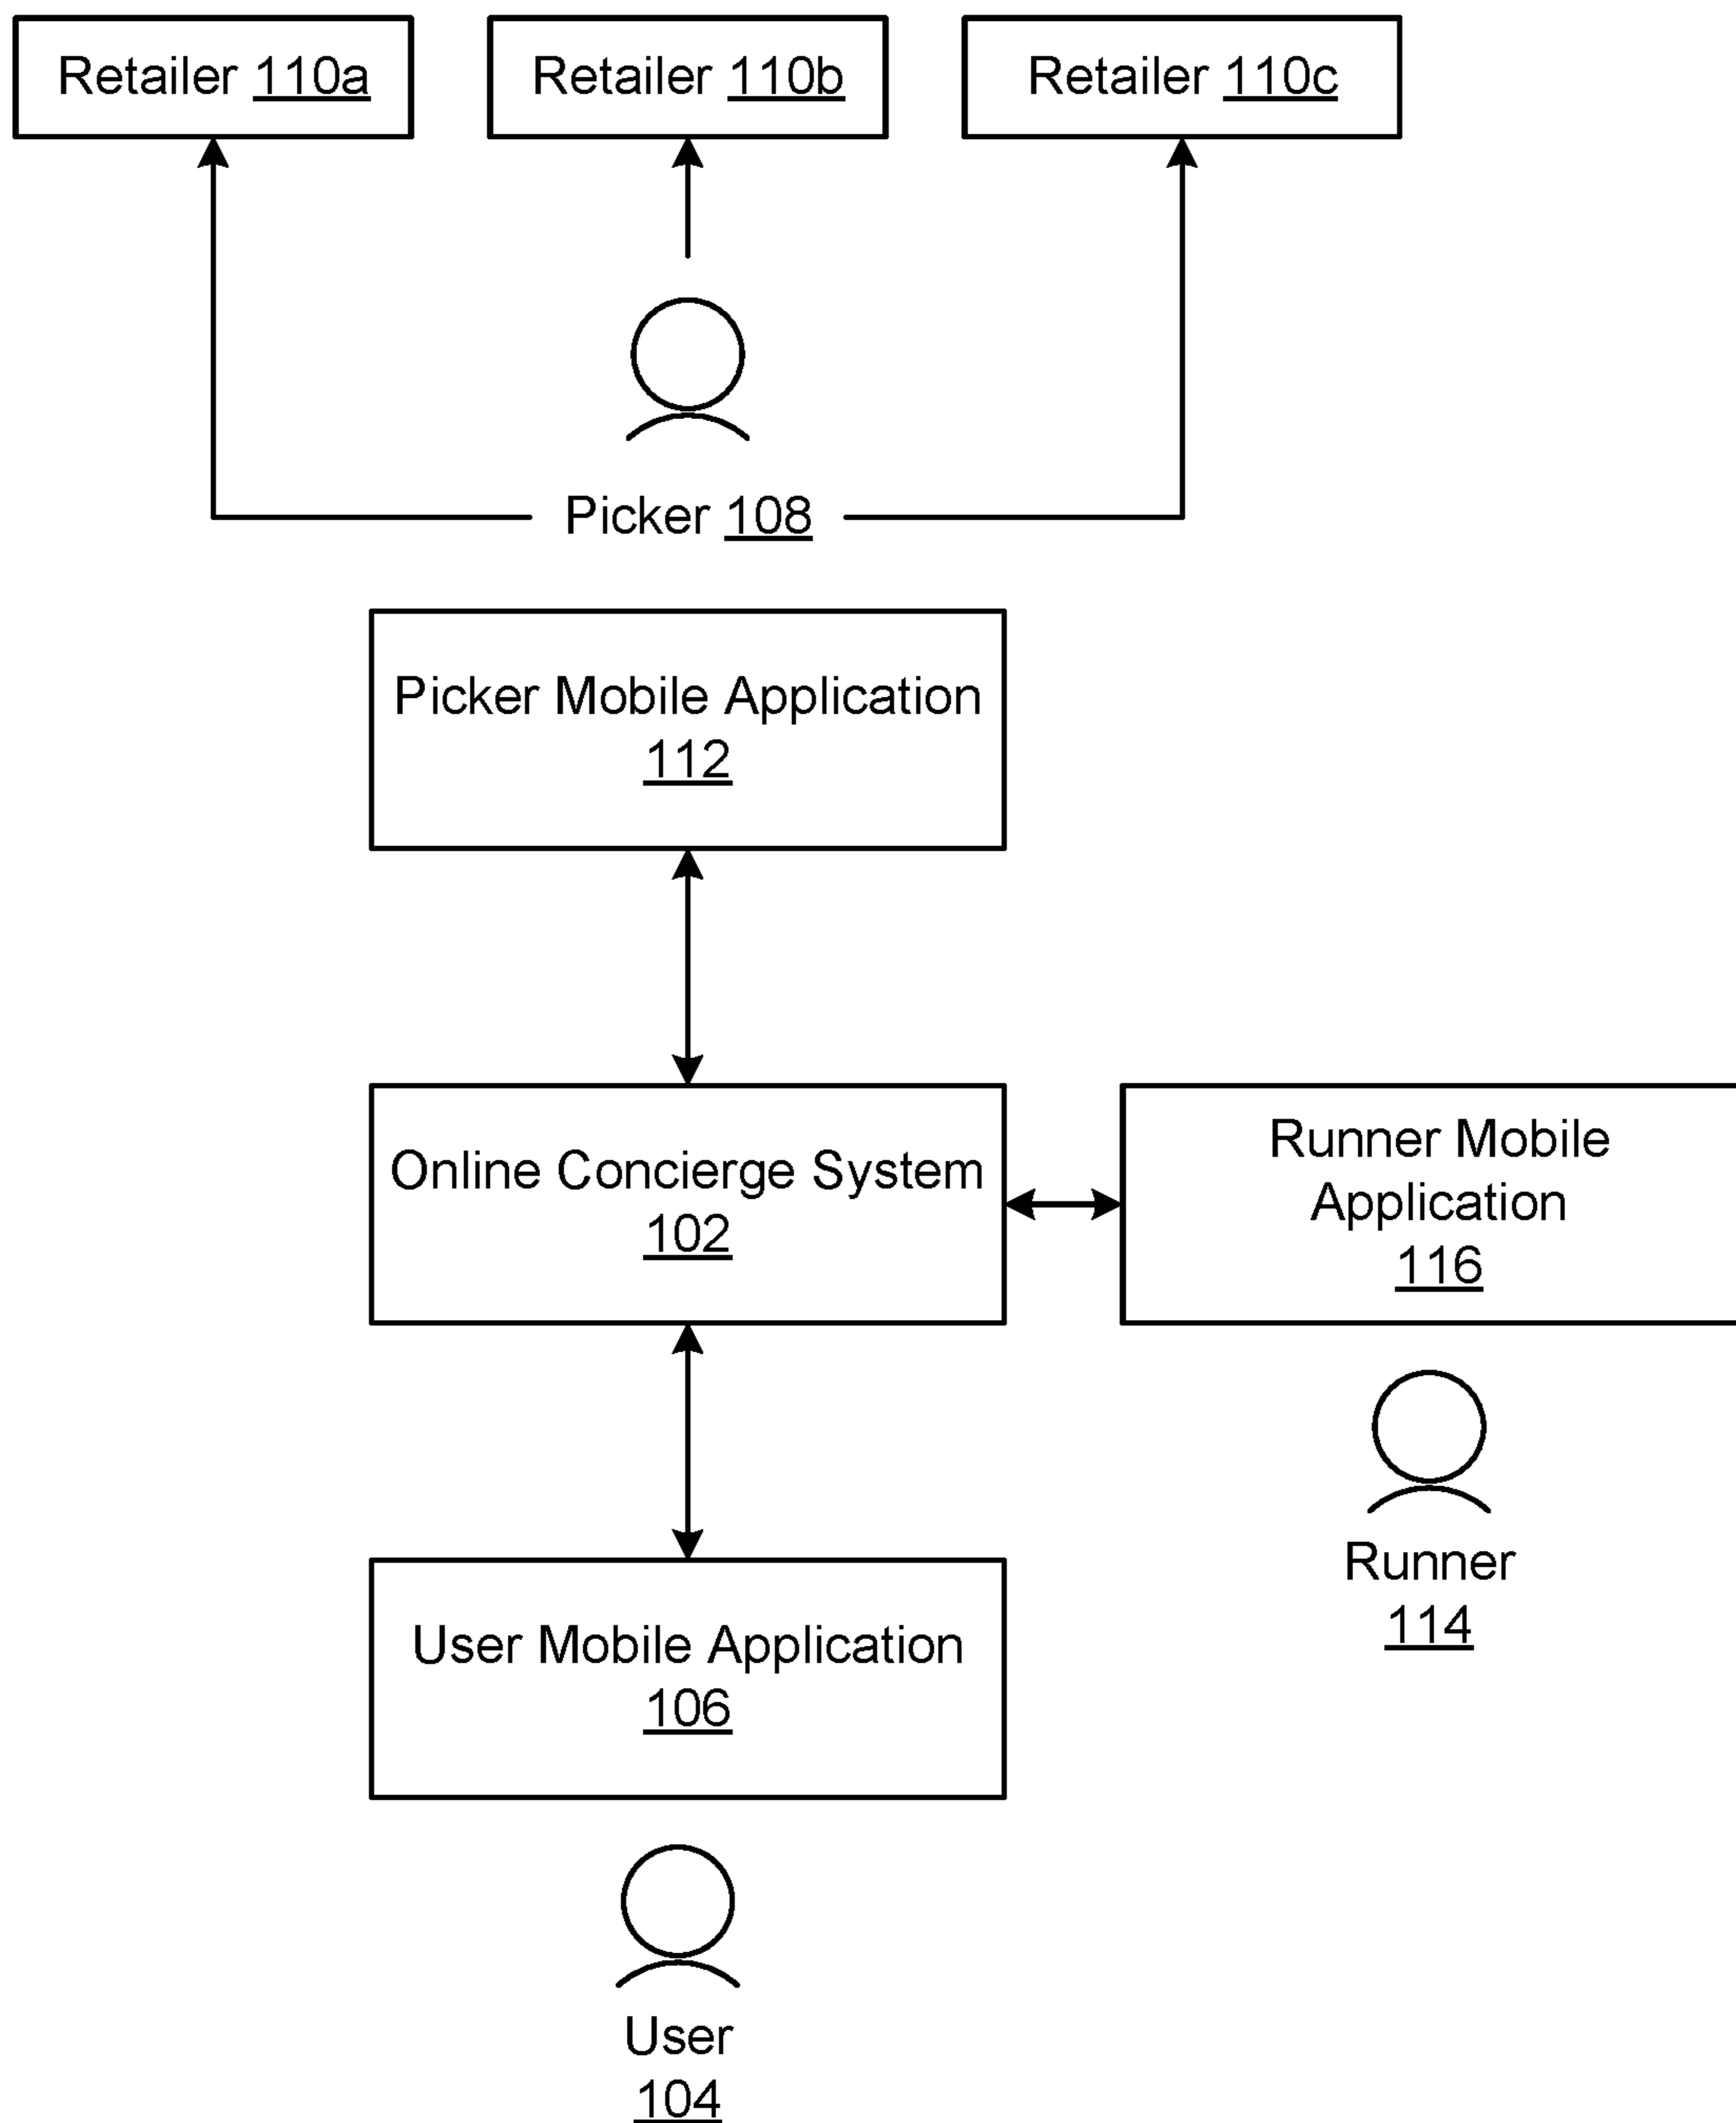 Retailer 110a
Retailer 110b
Retailer 110c
Picker 108
Picker Mobile Application
112
Online Concierge System
102
Runner Mobile
Application
116
Runner
114
User Mobile Application
106
User
104